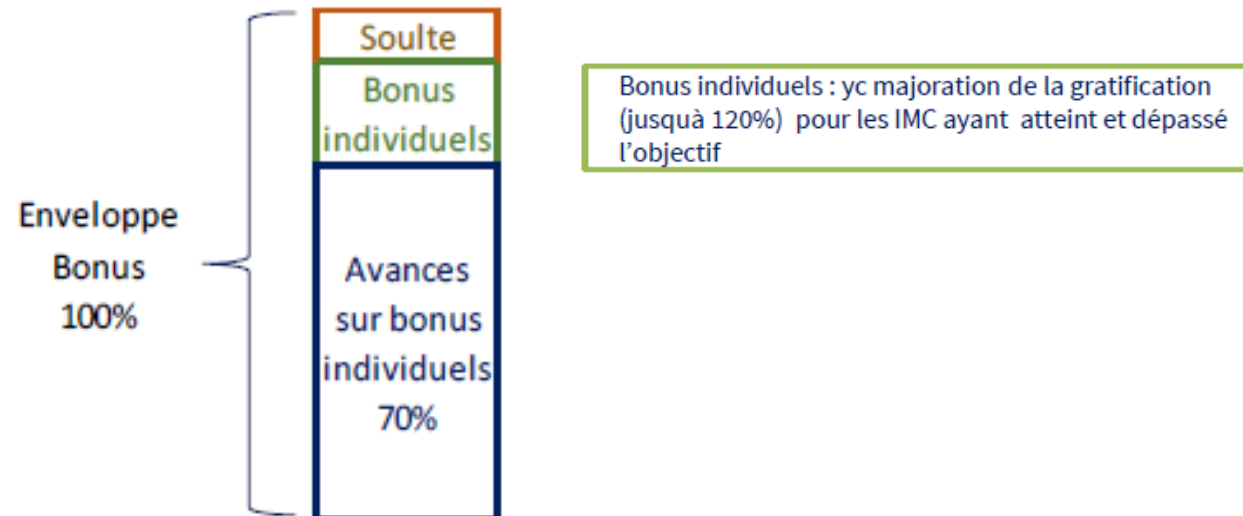 Soulte
Bonus
individuels
Avances
sur bonus
individuels
70%
Enveloppe
Bonus
100%
Bonus individuels : yc majoration de la gratification
(jusquà 120%) pour les IMC ayant atteint et dépassé
l'objectif